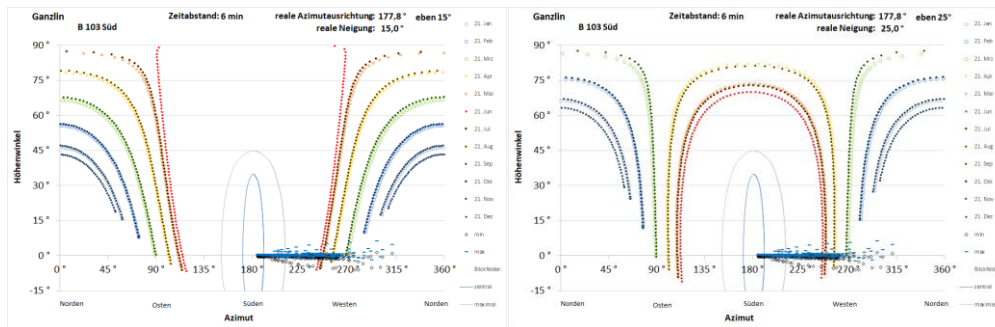 Ganzlin
Zeitabstand: 6 min
reale Azimutausrichtung: 177,8 ° eben 15°
B 103 Süd
reale Neigung: 15,0 °
90 °
75 °
60 °
45 °
30 °
15 °
0 °
-15 °
Höhenwinkel
0 ° 45 ° 90 ° 135 ° 180 ° 225 ° 270 ° 315 ° 360 °
Norden Osten Süden Westen Norden
Azimut
21. Jan
21. Feb
21. Mrz
21. Apr
21. Mai
21. Jun
21. Jul
21. Aug
21. Sep
21. Okt
21. Nov
21. Dez
min
max
Blickfelder
zentral
maximal
Ganzlin
Zeitabstand: 6 min
reale Azimutausrichtung: 177,8 ° eben 25°
B 103 Süd
reale Neigung: 25,0 °
90 °
75 °
60 °
45 °
30 °
15 °
0 °
-15 °
Höhenwinkel
0 ° 45 ° 90 ° 135 ° 180 ° 225 ° 270 ° 315 ° 360 °
Norden Osten Süden Westen Norden
Azimut
21. Jan
21. Feb
21. Mrz
21. Apr
21. Mai
21. Jun
21. Jul
21. Aug
21. Sep
21. Okt
21. Nov
21. Dez
min
max
Blickfelder
zentral
maximal